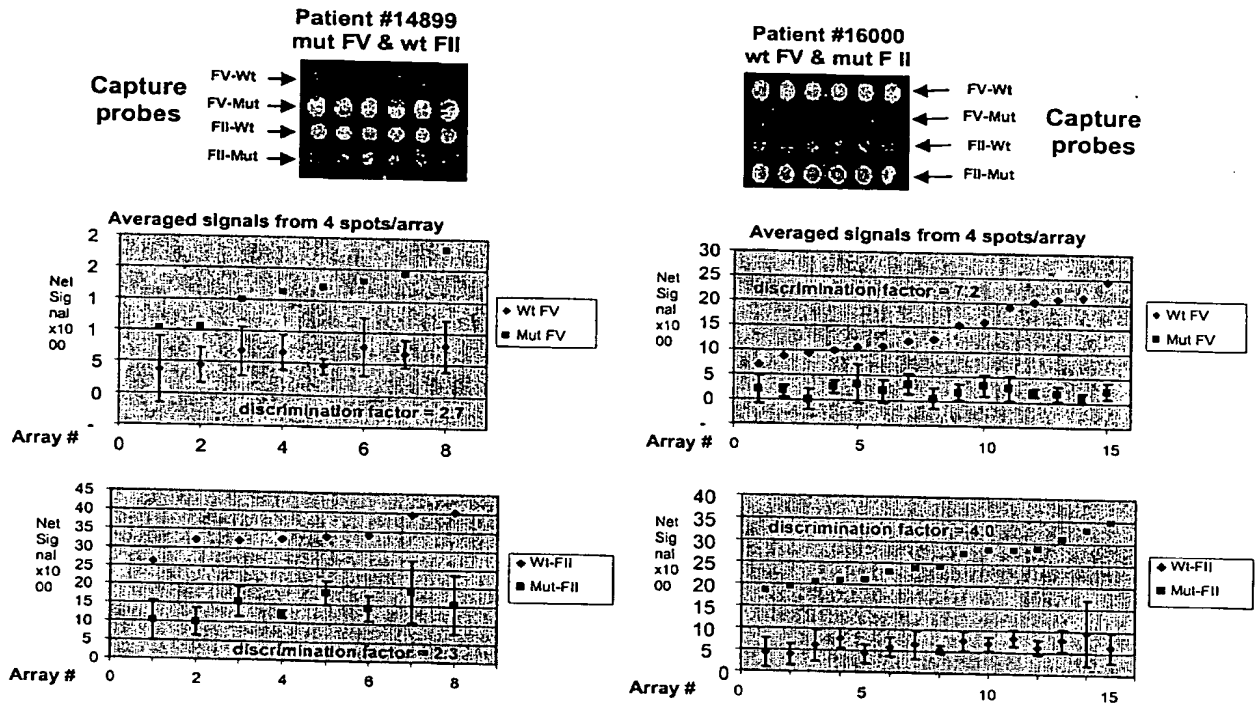 Patient #14899
mut FV & wt FII
Capture
probes
FV-Wt
FV-Mut
FII-Wt
FII-Mut
Patient #16000
wt FV & mut F II
FV-Wt
FV-Mut
FII-Wt
FII-Mut
Capture
probes
Averaged signals from 4 spots/array
2
2
1
1
5
0
-
Net
Sig
nal
x10
00
discrimination factor = 2.7
Wt FV
Mut FV
Array #
0 2 4 6 8
Averaged signals from 4 spots/array
30
25
20
15
10
5
0
-
Net
Sig
nal
x10
00
discrimination factor = 7.2
Wt FV
Mut FV
Array #
0 5 10 15
45
40
35
30
25
20
15
10
5
0
Net
Sig
nal
x10
00
discrimination factor = 2.3
Wt-FII
Mut-FII
Array #
0 2 4 6 8
40
35
30
25
20
15
10
5
0
Net
Sig
nal
x10
00
discrimination factor = 4.0
Wt-FII
Mut-FII
Array #
0 5 10 15